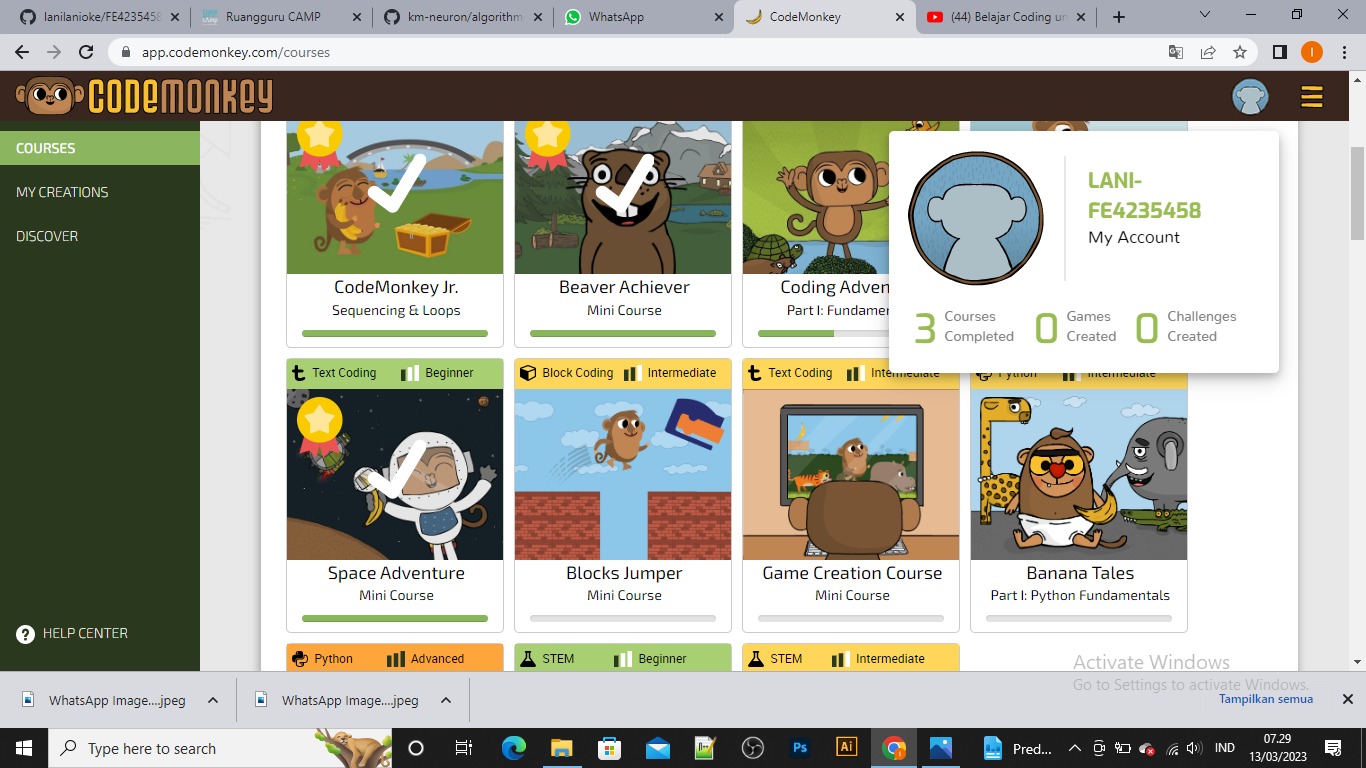 lanilanioke/FE4235458
Ruangguru CAMP
km-neuron/algorithm
WhatsApp
CodeMonkey
(44) Belajar Coding un
app.codemonkey.com/courses
I
CODEMONKEY
COURSES
MY CREATIONS
DISCOVER
HELP CENTER
CodeMonkey Jr.
Sequencing & Loops
Beaver Achiever
Mini Course
Coding Adven
Part I: Fundamen
LANI-
FE4235458
My Account
3 Courses Completed
0 Games Created
0 Challenges Created
Text Coding Beginner
Space Adventure
Mini Course
Block Coding Intermediate
Blocks Jumper
Mini Course
Text Coding Intermediate
Game Creation Course
Mini Course
Python Intermediate
Banana Tales
Part I: Python Fundamentals
Python Advanced
STEM Beginner
STEM Intermediate
Activate Windows
Go to Settings to activate Windows.
WhatsApp Image....jpeg
WhatsApp Image....jpeg
Tampilkan semua
Type here to search
Ps
Ai
Pred...
IND
07.29
13/03/2023